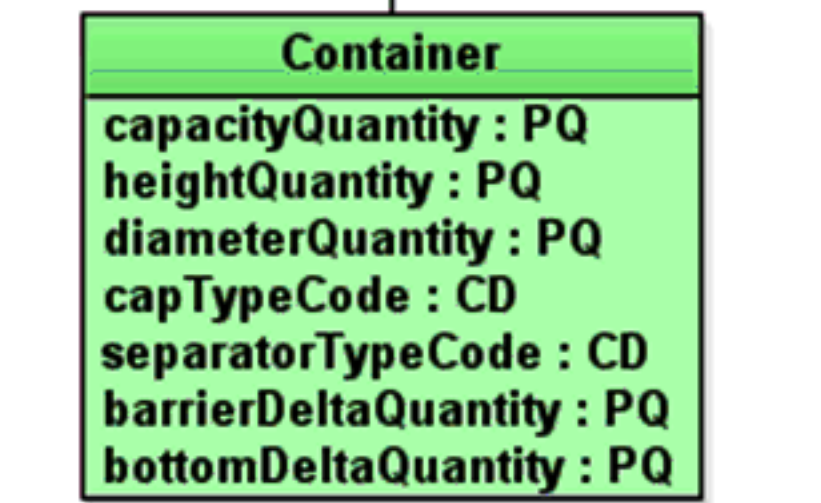 Container
capacityQuantity : PQ
heightQuantity : PQ
diameterQuantity : PQ
capTypeCode : CD
separatorTypeCode : CD
barrierDeltaQuantity : PQ
bottomDeltaQuantity : PQ